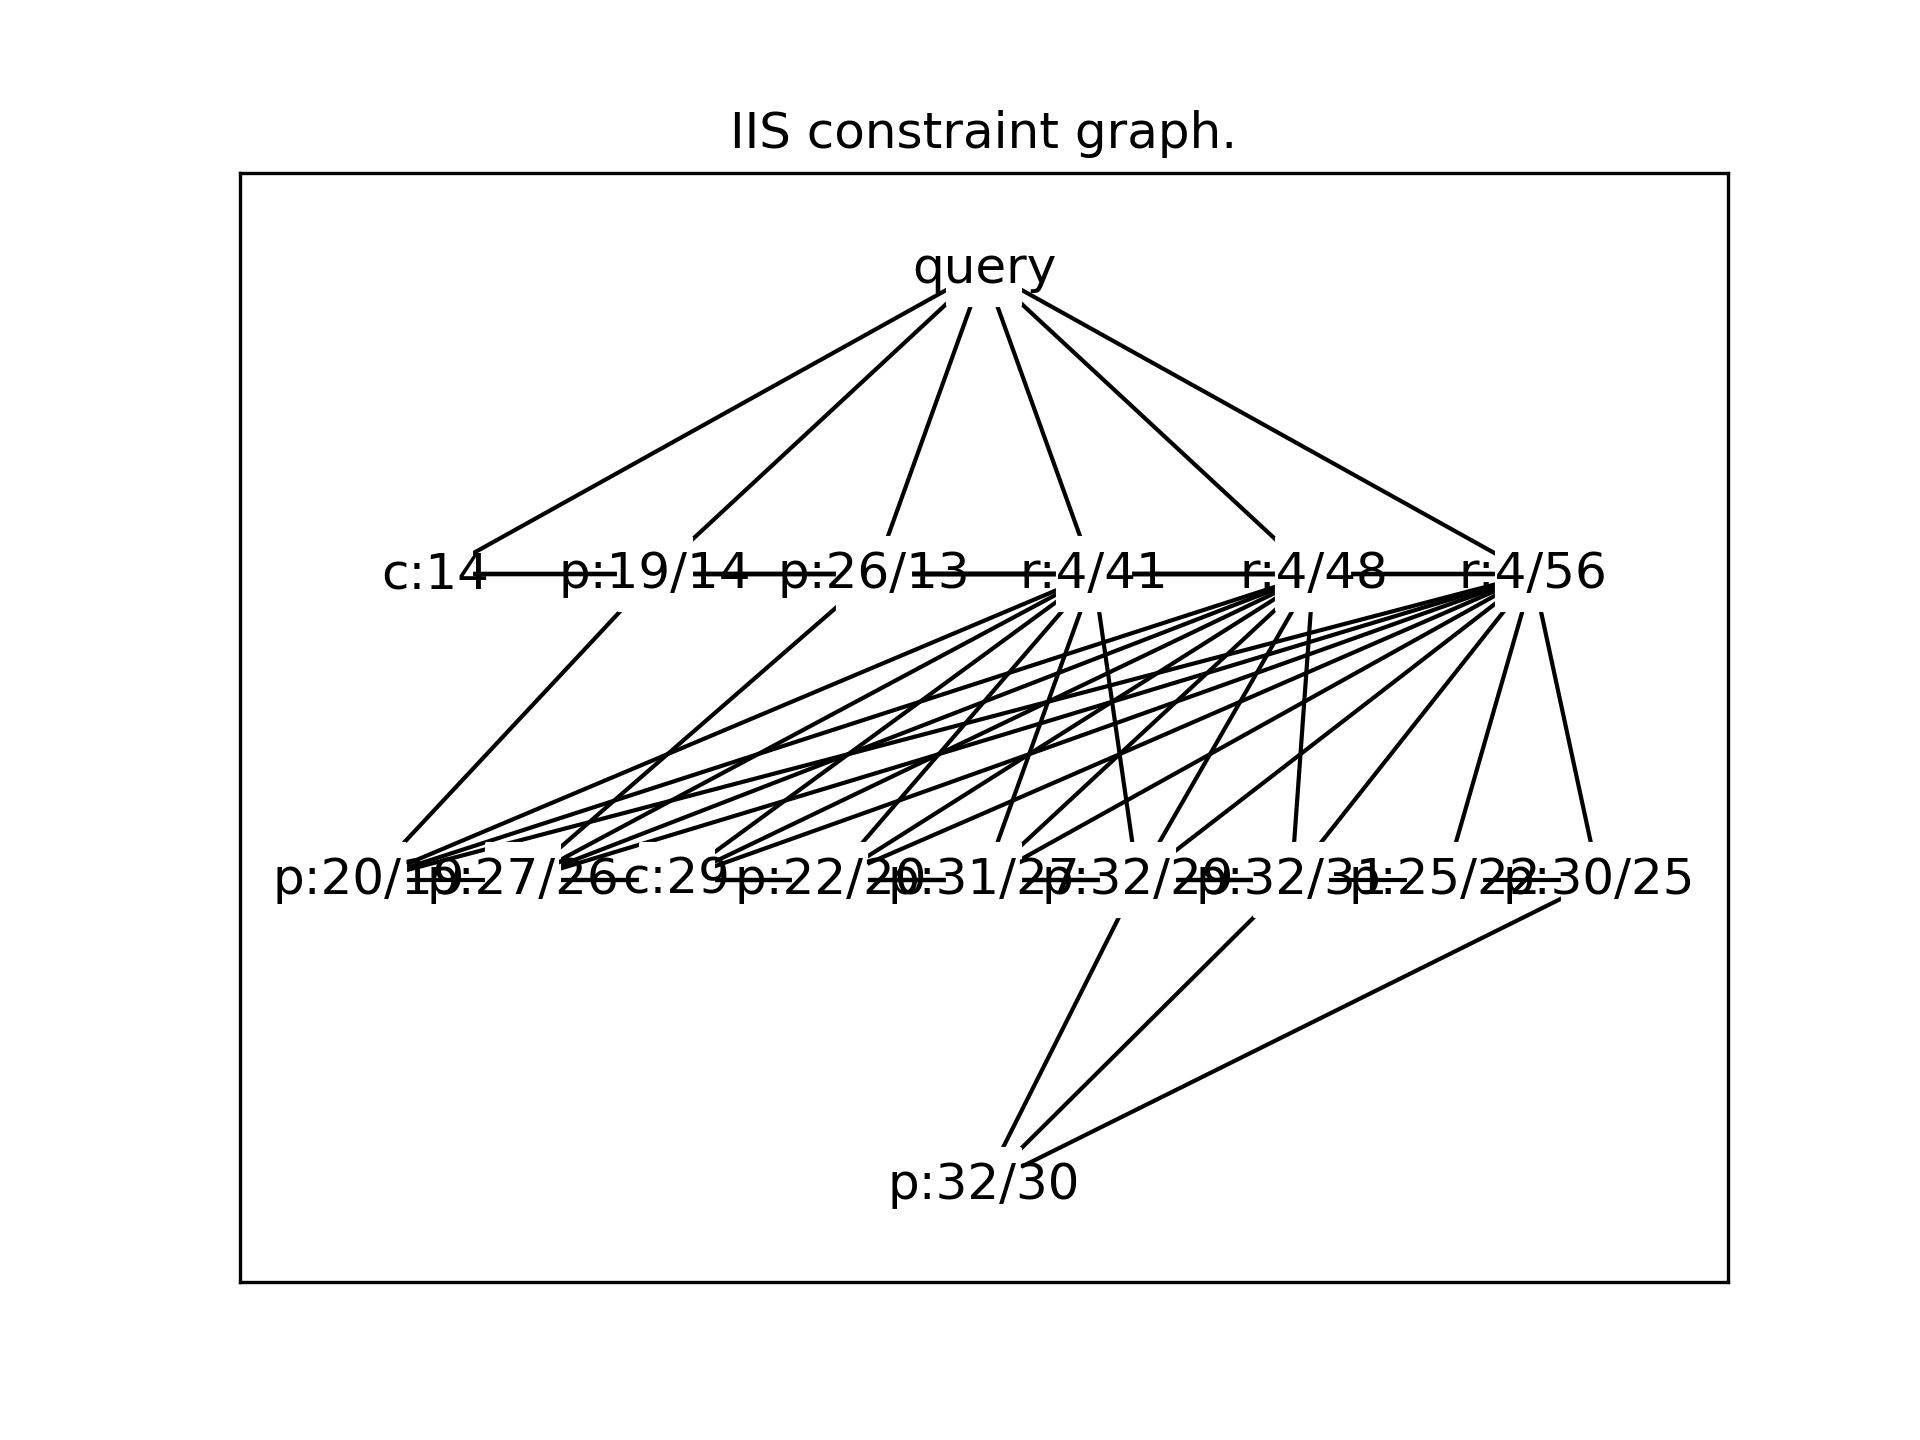 IIS constraint graph.
query
c:14 p:19/14 p:26/13 r:4/41 r:4/48 r:4/56
p:20/19 p:27/26 c:29 p:22/20 p:31/27 p:32/29 p:32/31 p:25/22 p:30/25
p:32/30